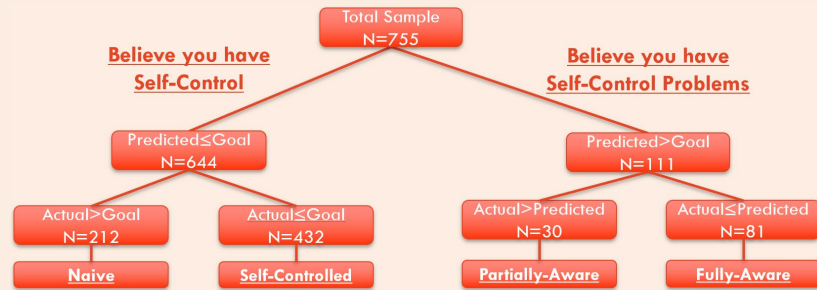 Total Sample
N=755
Believe you have
Self-Control
Believe you have
Self-Control Problems
Predicted≤Goal
N=644
Predicted>Goal
N=111
Actual>Goal
N=212
Actual≤Goal
N=432
Actual>Predicted
N=30
Actual≤Predicted
N=81
Naive
Self-Controlled
Partially-Aware
Fully-Aware